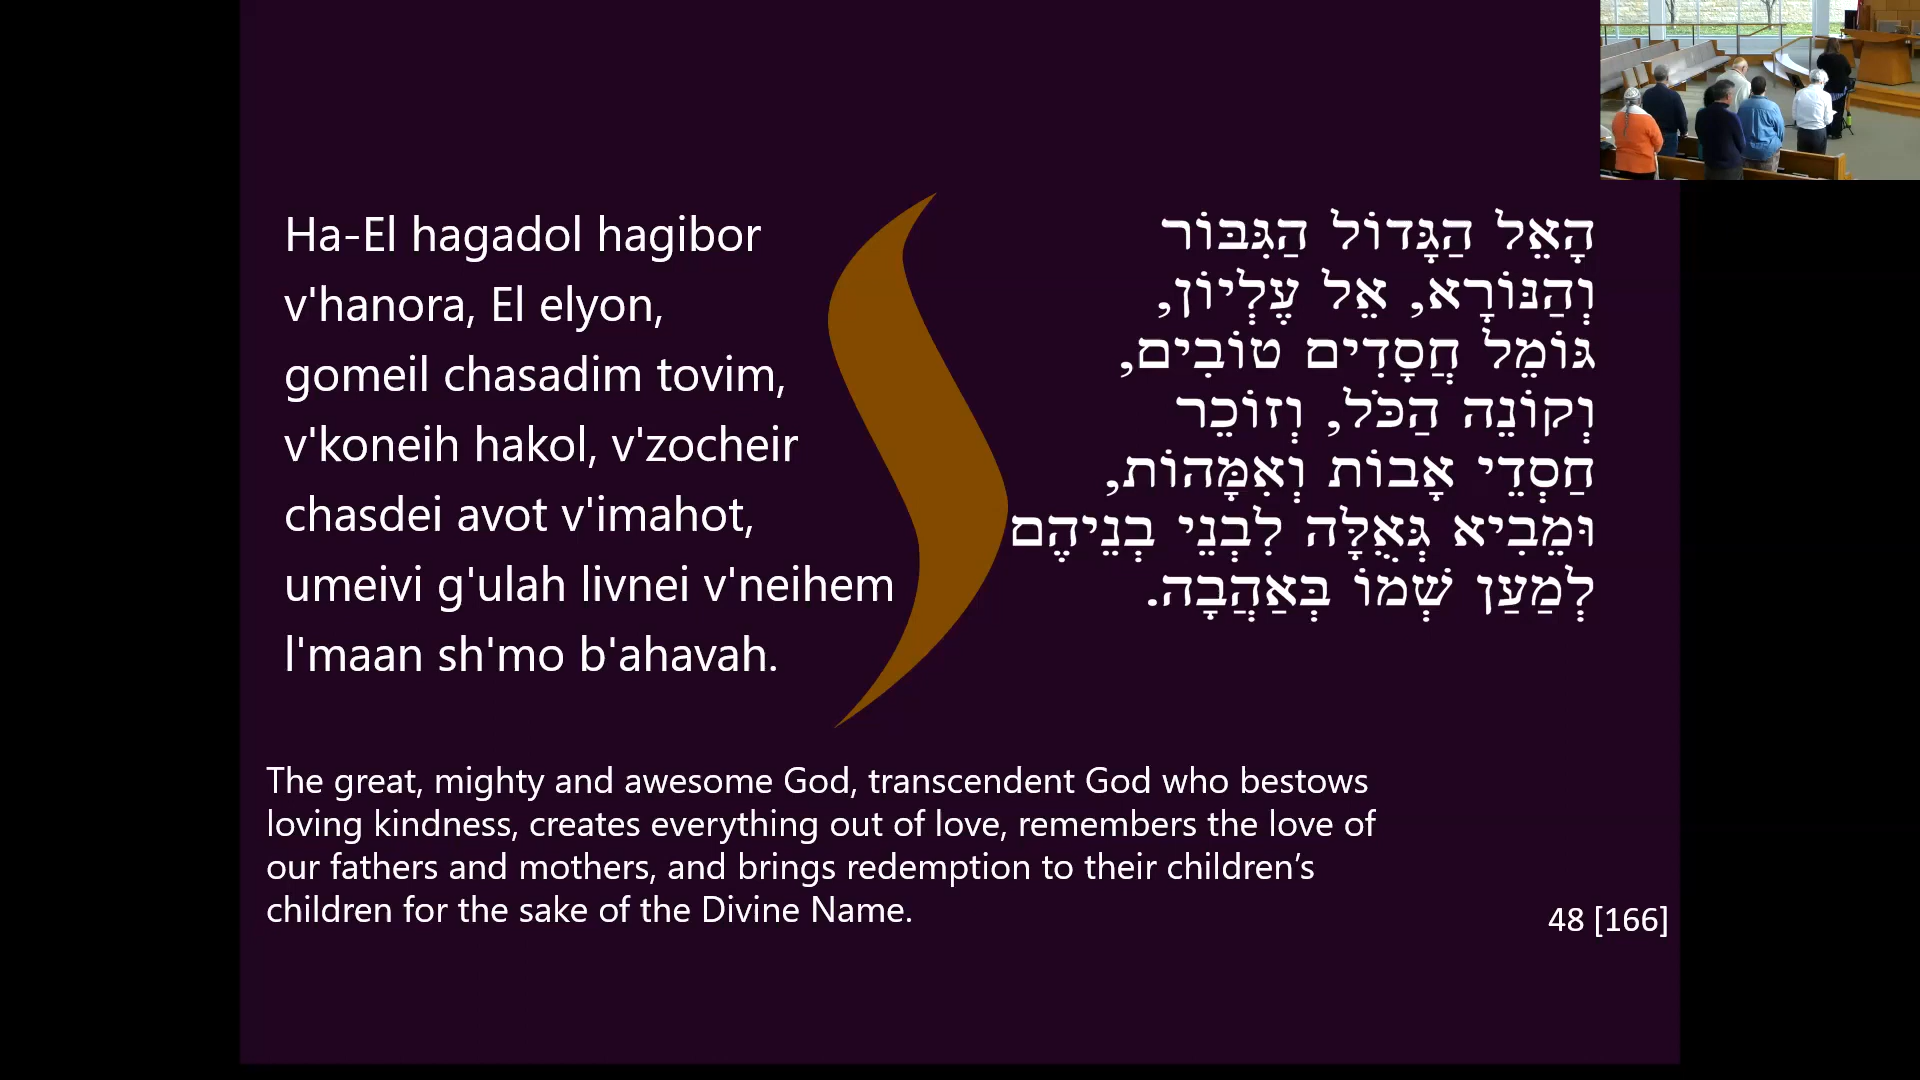 Ha-El hagadol hagibor
v'hanora, El elyon,
gomeil chasadim tovim,
v'koneih hakol, v'zocheir
chasdei avot v'imahot,
umeivi g'ulah livnei v'neihem
l'maan sh'mo b'ahavah.
הָאֵל הַגָּדוֹל הַגִּבּוֹר
וְהַנּוֹרָא, אֵל עֶלְיוֹן,
גּוֹמֵל חֲסָדִים טוֹבִים,
וְקוֹנֵה הַכֹּל, וְזוֹכֵר
חַסְדֵי אָבוֹת וְאִמָּהוֹת,
וּמֵבִיא גְּאֻלָּה לִבְנֵי בְנֵיהֶם
לְמַעַן שְׁמוֹ בְּאַהֲבָה.
The great, mighty and awesome God, transcendent God who bestows
loving kindness, creates everything out of love, remembers the love of
our fathers and mothers, and brings redemption to their children’s
children for the sake of the Divine Name.
48 [166]